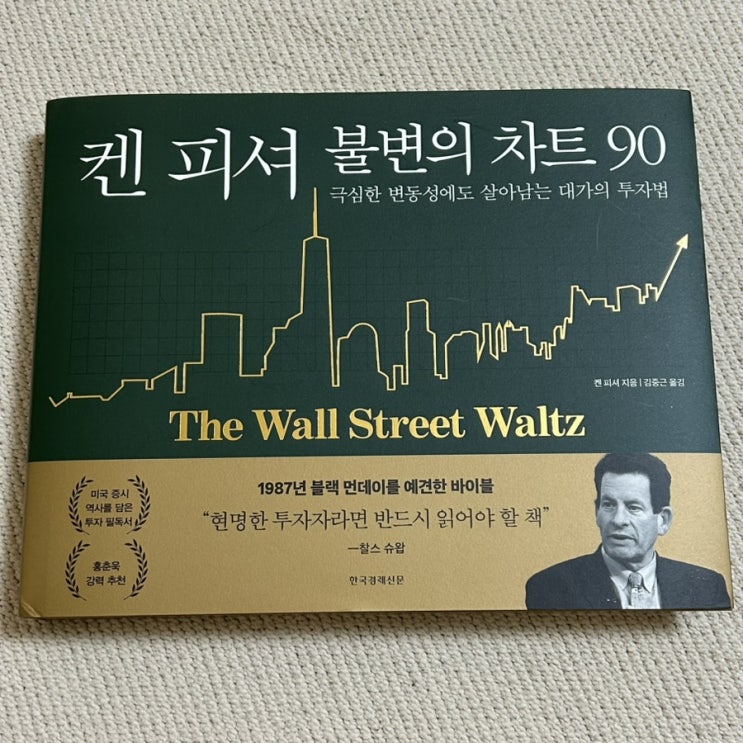 켄 피셔 불변의 차트 90
극심한 변동성에도 살아남는 대가의 투자법
켄 피셔 지음 | 김중근 옮김
The Wall Street Waltz
미국 증시
역사를 담은
투자 필독서
홍춘욱
강력 추천
1987년 블랙 먼데이를 예견한 바이블
“현명한 투자자라면 반드시 읽어야 할 책”
—찰스 슈왑
한국경제신문